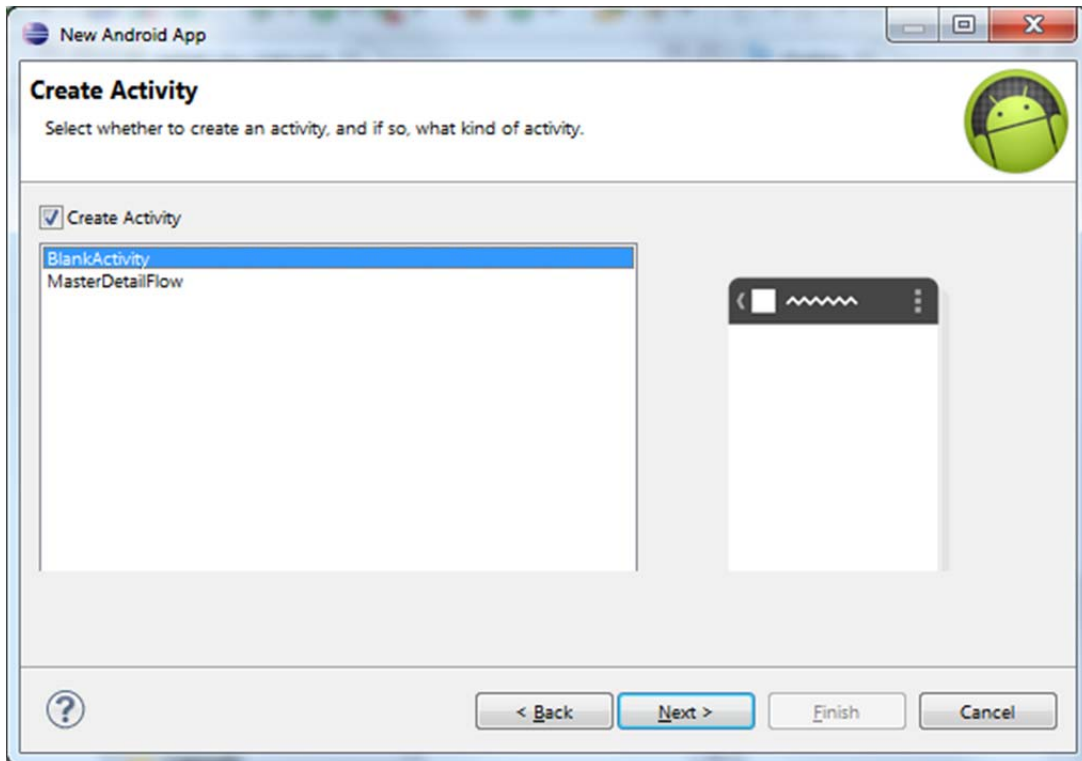 New Android App
Create Activity
Select whether to create an activity, and if so, what kind of activity.
Create Activity
BlankActivity
MasterDetailFlow
< Back
Next >
Finish
Cancel